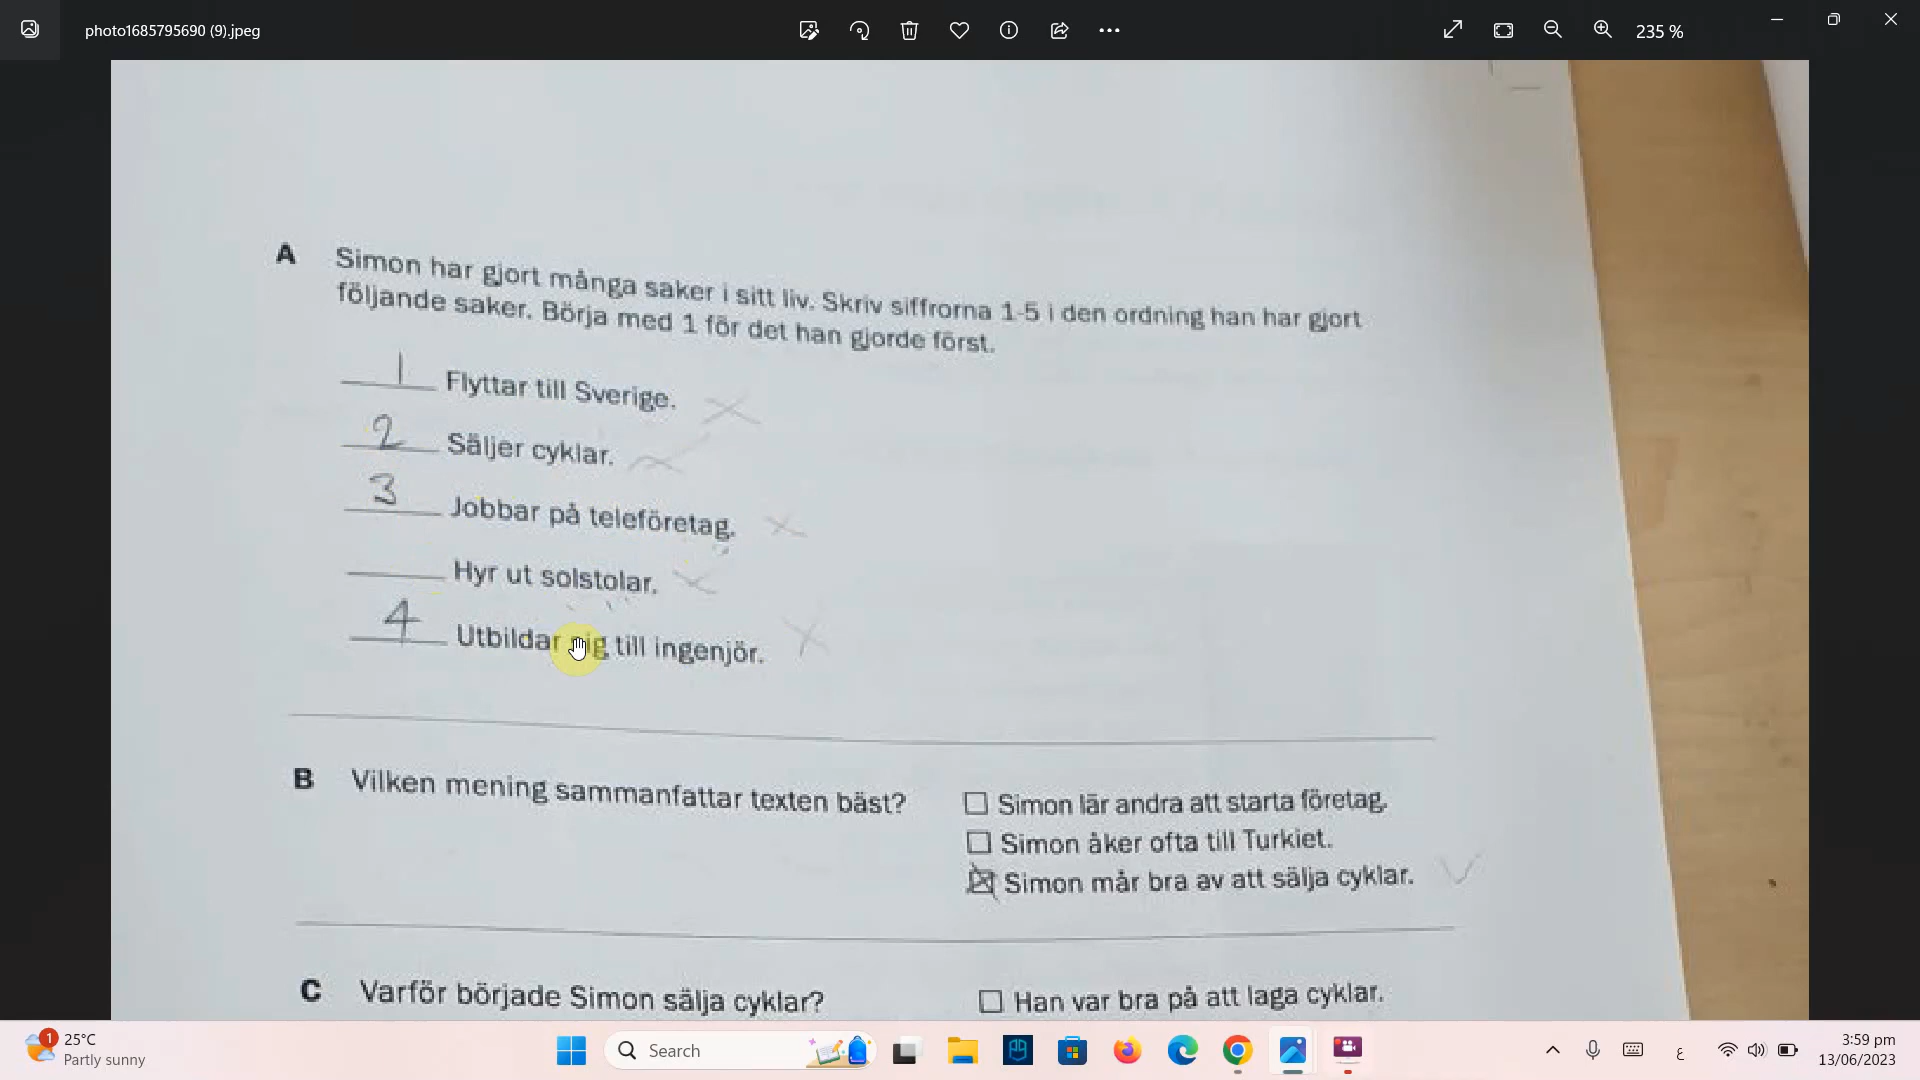 photo1685795690 (9).jpeg
235 %
A Simon har gjort många saker i sitt liv. Skriv siffrorna 1-5 i den ordning han har gjort
följande saker. Börja med 1 för det han gjorde först.
1 Flyttar till Sverige.
2 Säljer cyklar.
3 Jobbar på teleföretag.
Hyr ut solstolar.
4 Utbildar sig till ingenjör.
B Vilken mening sammanfattar texten bäst?
Simon lär andra att starta företag.
Simon åker ofta till Turkiet.
Simon mår bra av att sälja cyklar.
C Varför började Simon sälja cyklar?
Han var bra på att laga cyklar.
1
25°C
Partly sunny
Search
ع
3:59 pm
13/06/2023